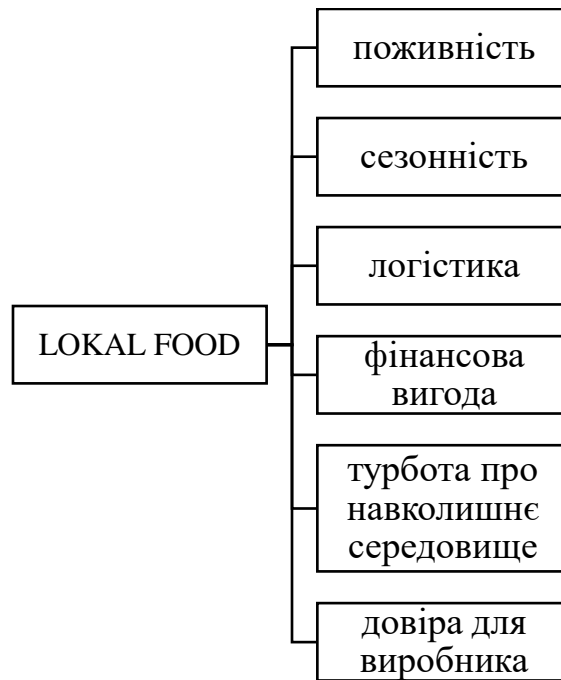 поживність
сезонність
логістика
LOKAL FOOD
фінансова
вигода
турбота про
навколишнє
середовище
довіра для
виробника